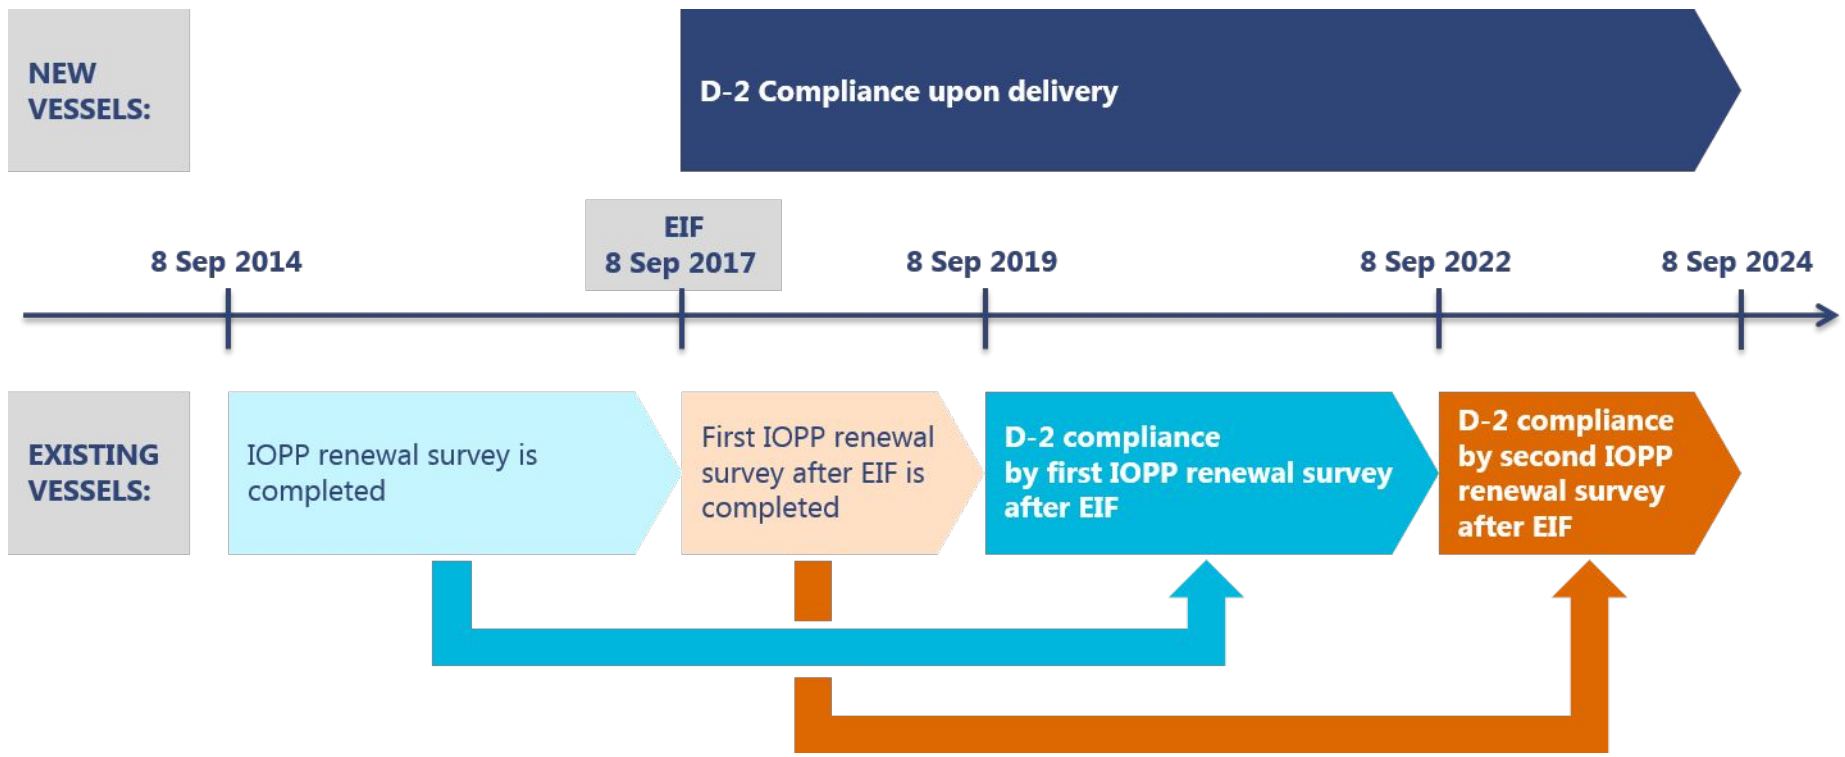 NEW
VESSELS:
D-2 Compliance upon delivery
EIF
8 Sep 2014
8 Sep 2017
8 Sep 2019
8 Sep 2022
8 Sep 2024
EXISTING
VESSELS:
IOPP renewal survey is
completed
First IOPP renewal
survey after EIF is
completed
D-2 compliance
by first IOPP renewal survey
after EIF
D-2 compliance
by second IOPP
renewal survey
after EIF